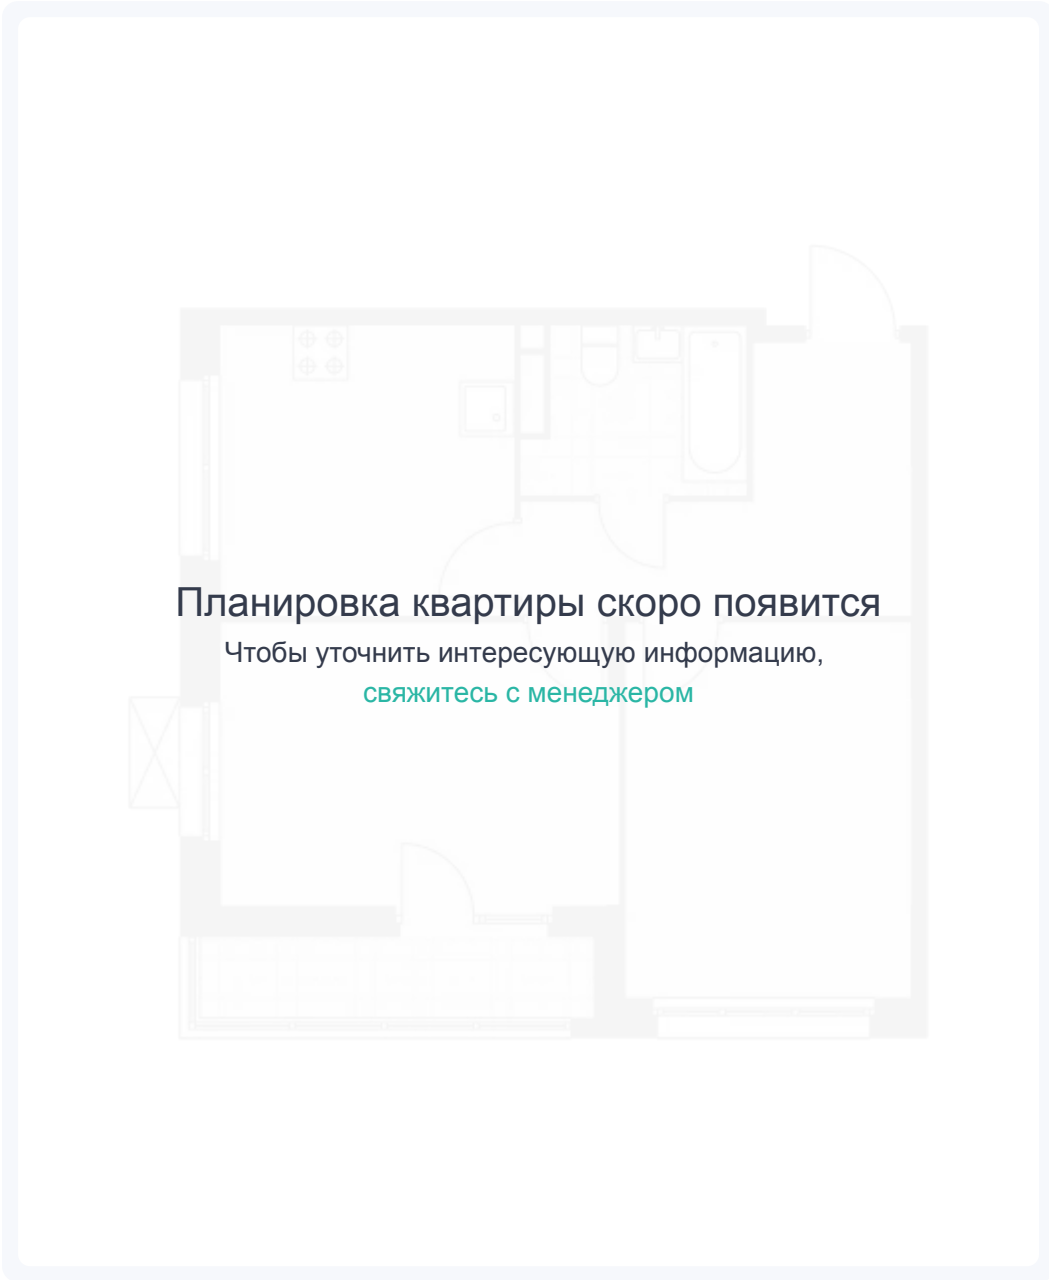 Планировка квартиры скоро появится
Чтобы уточнить интересующую информацию,
свяжитесь с менеджером